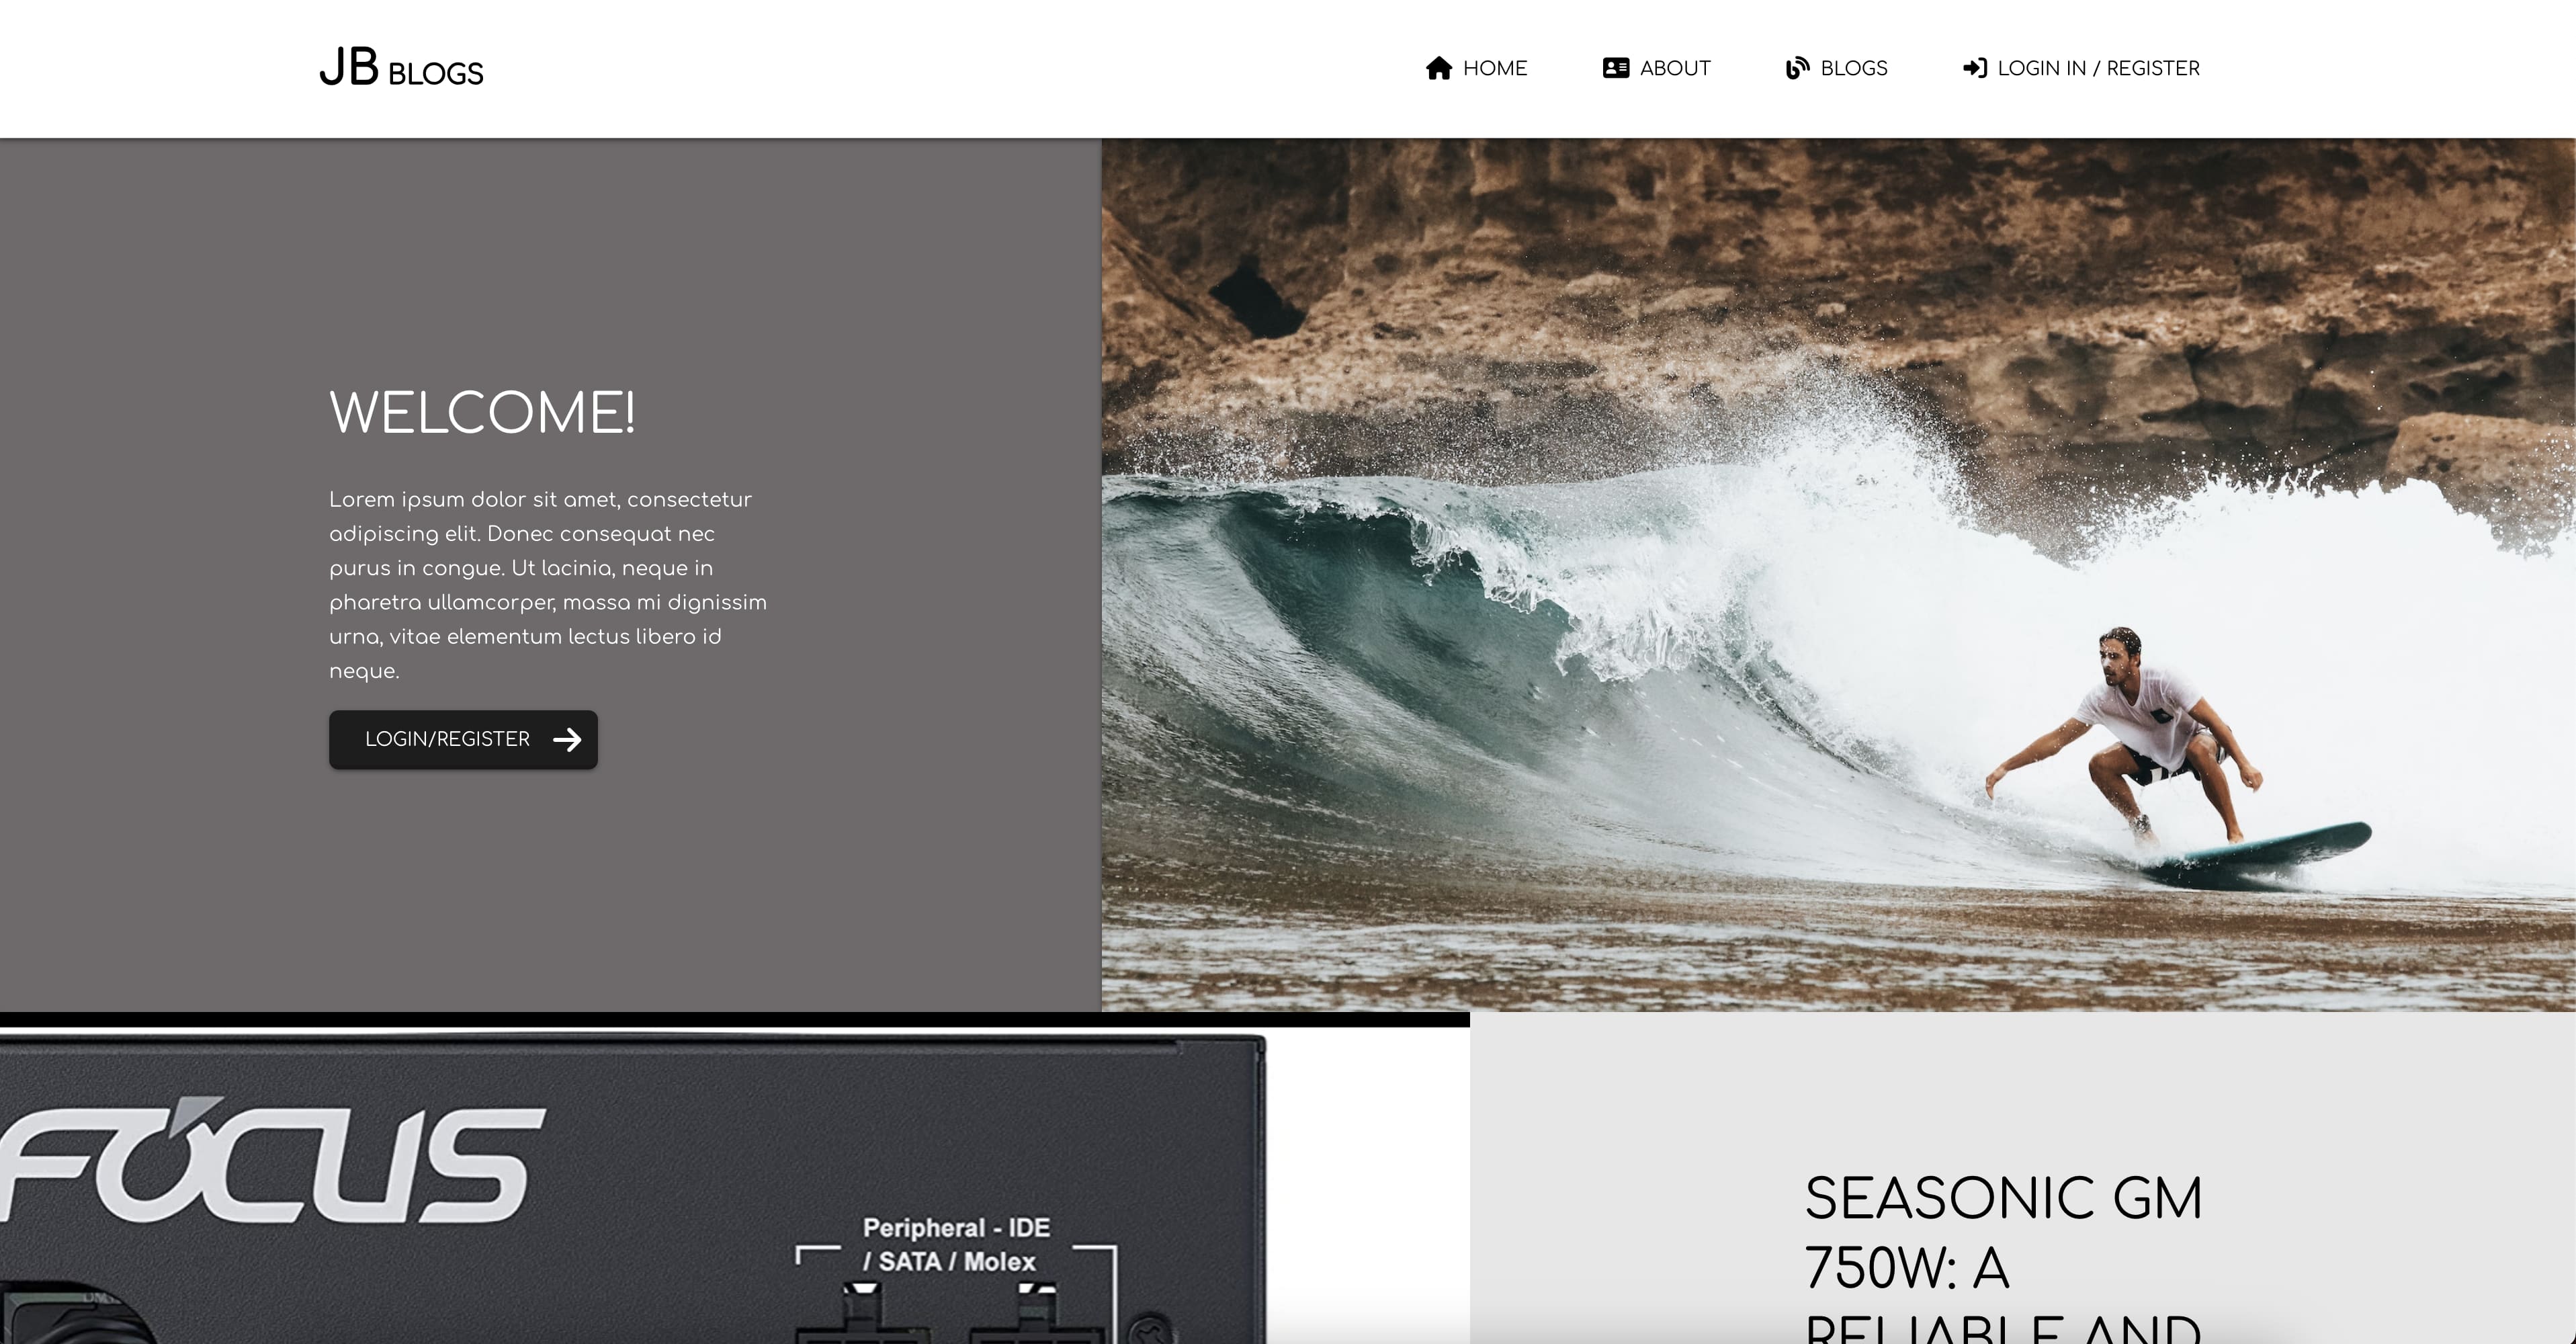 JB BLOGS
HOME
ABOUT
BLOGS
LOGIN IN / REGISTER
WELCOME!
Lorem ipsum dolor sit amet, consectetur
adipiscing elit. Donec consequat nec
purus in congue. Ut lacinia, neque in
pharetra ullamcorper, massa mi dignissim
urna, vitae elementum lectus libero id
neque.
LOGIN/REGISTER
FOCUS
Peripheral - IDE
/ SATA / Molex
SEASONIC GM
750W: A
RELIABLE AND